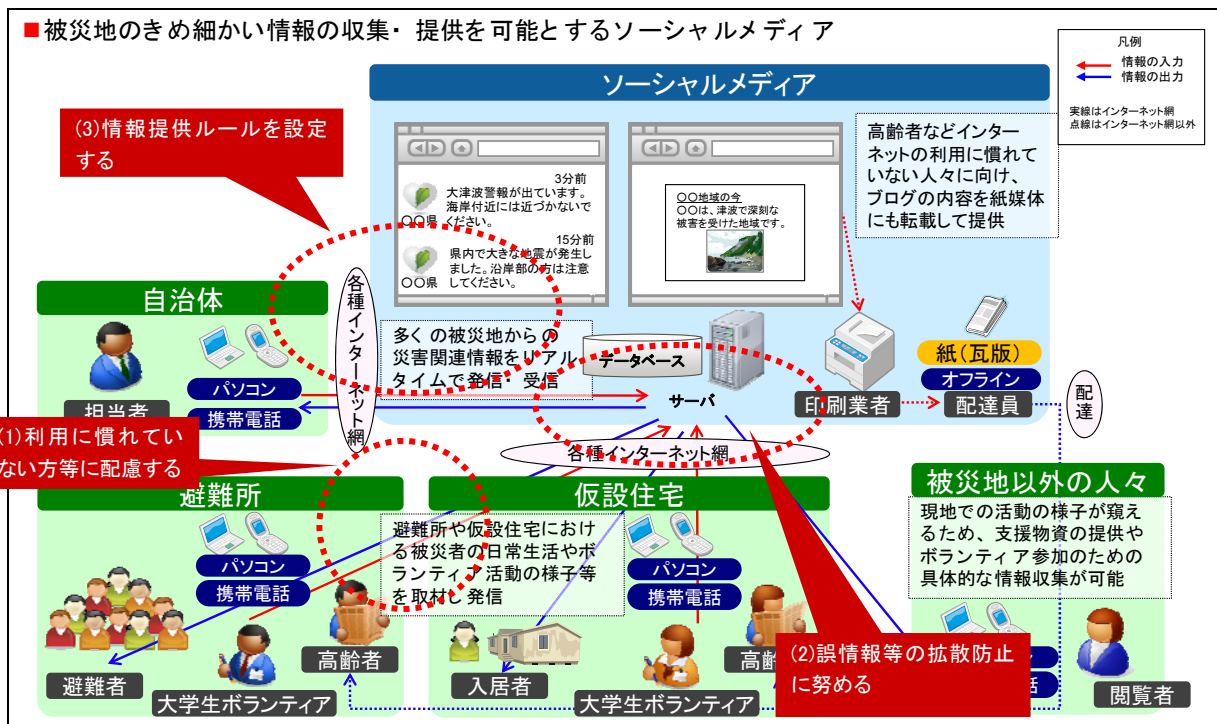 ■被災地のきめ細かい情報の収集・提供を可能とするソーシャルメディア
凡例
情報の入力
情報の出力
実線はインターネット網
点線はインターネット網以外
ソーシャルメディア
(3)情報提供ルールを設定
する
3分前
大津波警報が出ています。
海岸付近には近づかないで
ください。
〇〇県
15分前
県内で大きな地震が発生し
ました。沿岸部の方は注意
してください。
〇〇県
〇〇地域の今
〇〇は、津波で深刻な
被害を受けた地域です。
高齢者などインター
ネットの利用に慣れて
いない人々に向け、
ブログの内容を紙媒体
にも転載して提供
自治体
パソコン
携帯電話
担当者
各種インターネット網
多くの被災地からの
災害関連情報をリアル
タイムで発信・受信
データベース
サーバ
印刷業者
紙(瓦版)
オフライン
配達員
配達
各種インターネット網
(1)利用に慣れてい
ない方等に配慮する
避難所
パソコン
携帯電話
避難者
大学生ボランティア
高齢者
避難所や仮設住宅におけ
る被災者の日常生活やボ
ランティア活動の様子等
を取材し発信
仮設住宅
パソコン
携帯電話
入居者
大学生ボランティア
高齢
(2)誤情報等の拡散防止
に努める
被災地以外の人々
現地での活動の様子が窺え
るため、支援物資の提供や
ボランティア参加のための
具体的な情報収集が可能
話
閲覧者